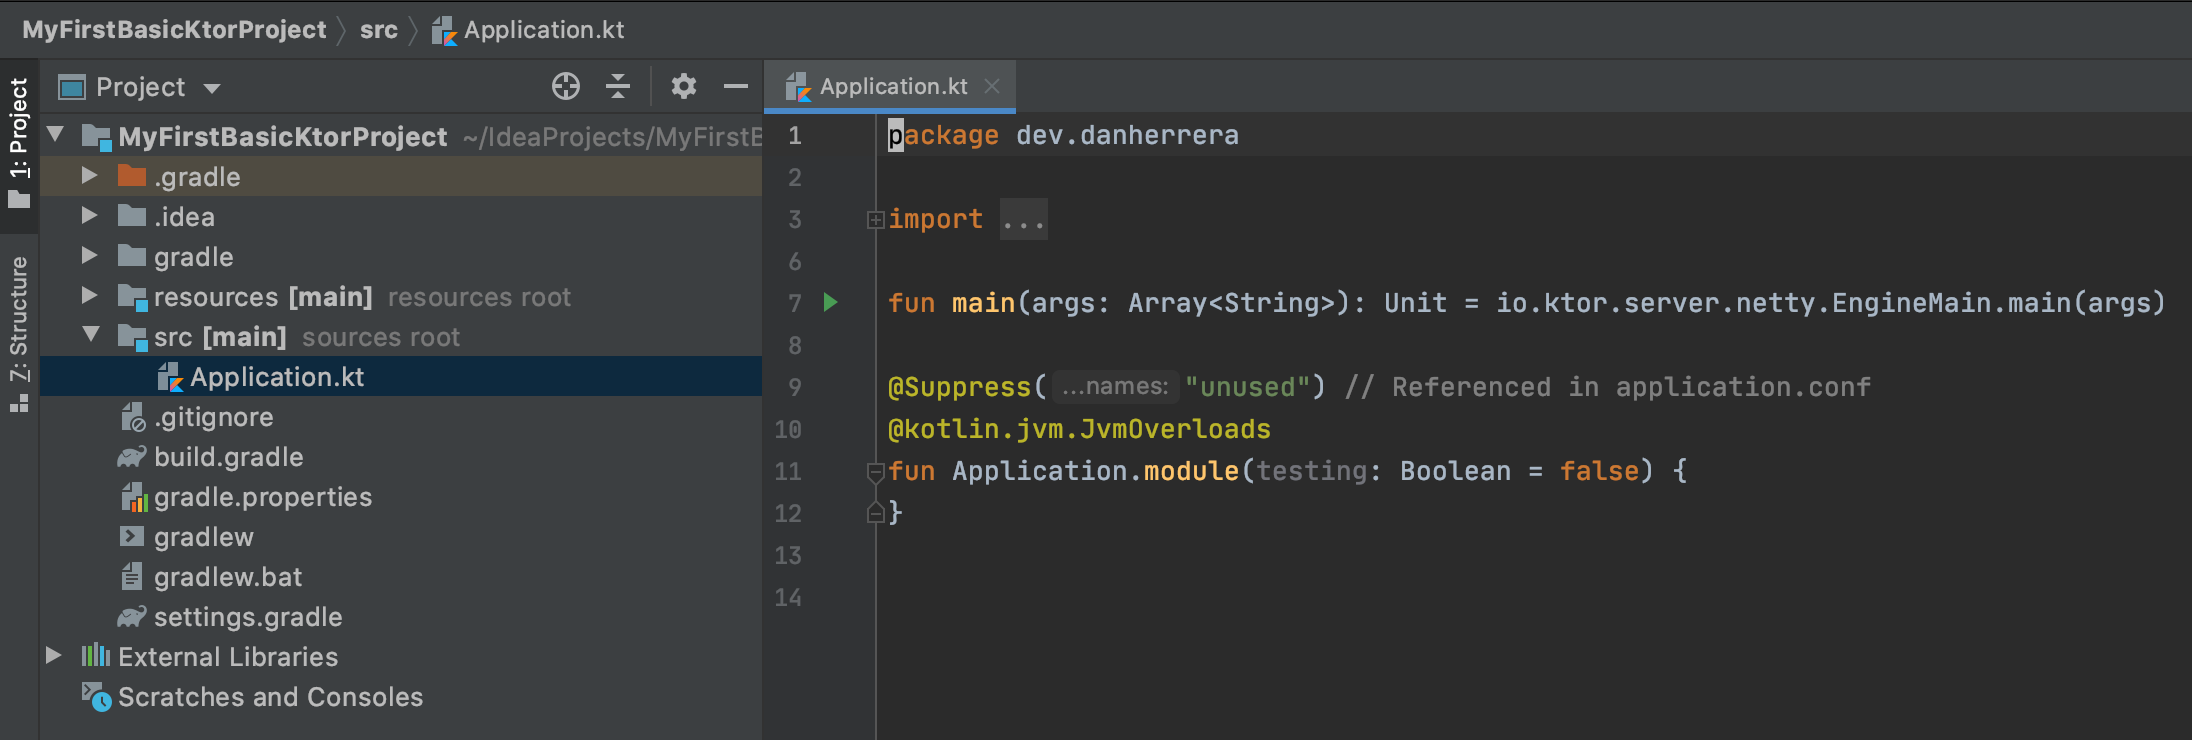 MyFirstBasicKtorProject src Application.kt
1: Project
7: Structure
Project
MyFirstBasicKtorProject ~/IdeaProjects/MyFirstB
.gradle
.idea
gradle
resources [main] resources root
src [main] sources root
Application.kt
.gitignore
build.gradle
gradle.properties
gradlew
gradlew.bat
settings.gradle
External Libraries
Scratches and Consoles
Application.kt
1 package dev.danherrera
2
3 import ...
6
7 fun main(args: Array<String>): Unit = io.ktor.server.netty.EngineMain.main(args)
8
9 @Suppress( ...names: "unused") // Referenced in application.conf
10 @kotlin.jvm.JvmOverloads
11 fun Application.module(testing: Boolean = false) {
12 }
13
14